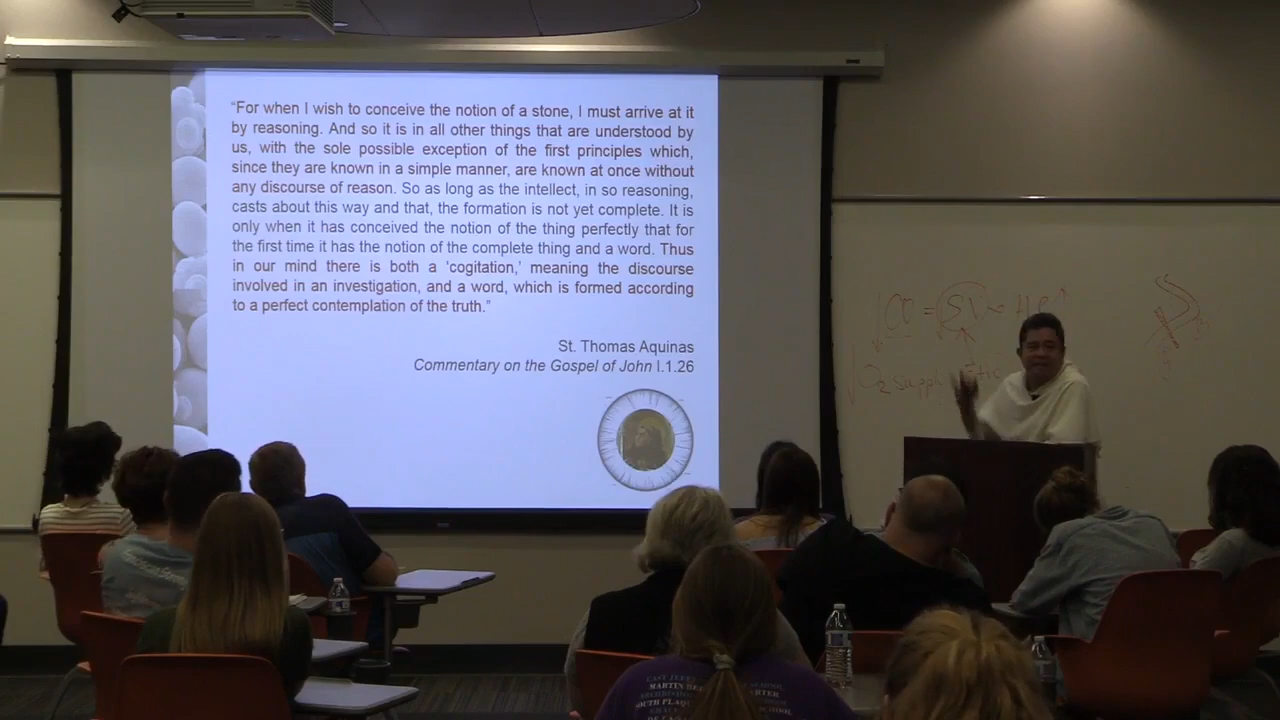 “For when I wish to conceive the notion of a stone, I must arrive at it
by reasoning. And so it is in all other things that are understood by
us, with the sole possible exception of the first principles which,
since they are known in a simple manner, are known at once without
any discourse of reason. So as long as the intellect, in so reasoning,
casts about this way and that, the formation is not yet complete. It is
only when it has conceived the notion of the thing perfectly that for
the first time it has the notion of the complete thing and a word. Thus
in our mind there is both a ‘cogitation,’ meaning the discourse
involved in an investigation, and a word, which is formed according
to a perfect contemplation of the truth.”
St. Thomas Aquinas
Commentary on the Gospel of John I.1.26
CO =
O2 suppl
MARTIN
SOUTH